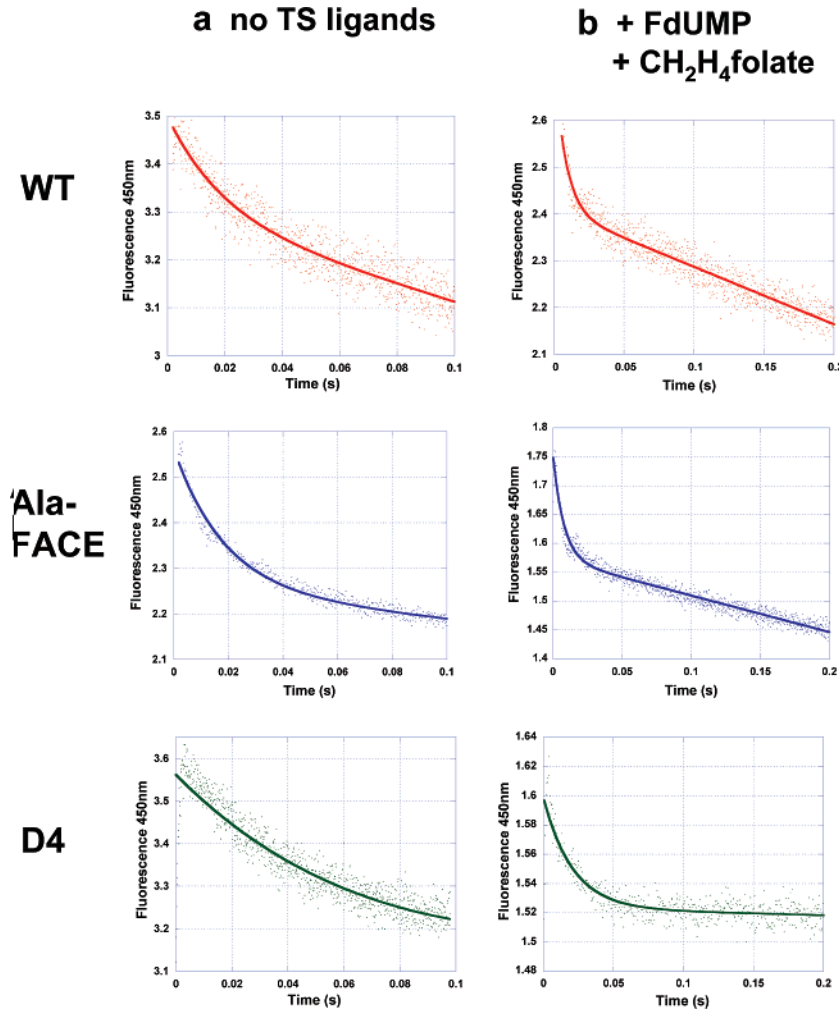 a no TS ligands
b + FdUMP
+ CH₂H₄folate
WT
Fluorescence 450nm
3.5
3.4
3.3
3.2
3.1
3
0 0.02 0.04 0.06 0.08 0.1
Time (s)
Fluorescence 450nm
2.6
2.5
2.4
2.3
2.2
2.1
0 0.05 0.1 0.15 0.2
Time (s)
Ala-
FACE
Fluorescence 450nm
2.6
2.5
2.4
2.3
2.2
2.1
0 0.02 0.04 0.06 0.08 0.1
Time (s)
Fluorescence 450nm
1.8
1.75
1.7
1.65
1.6
1.55
1.5
1.45
1.4
0 0.05 0.1 0.15 0.2
Time (s)
D4
Fluorescence 450nm
3.6
3.5
3.4
3.3
3.2
3.1
0 0.02 0.04 0.06 0.08 0.1
Time (s)
Fluorescence 450nm
1.64
1.62
1.6
1.58
1.56
1.54
1.52
1.5
1.48
0 0.05 0.1 0.15 0.2
Time (s)